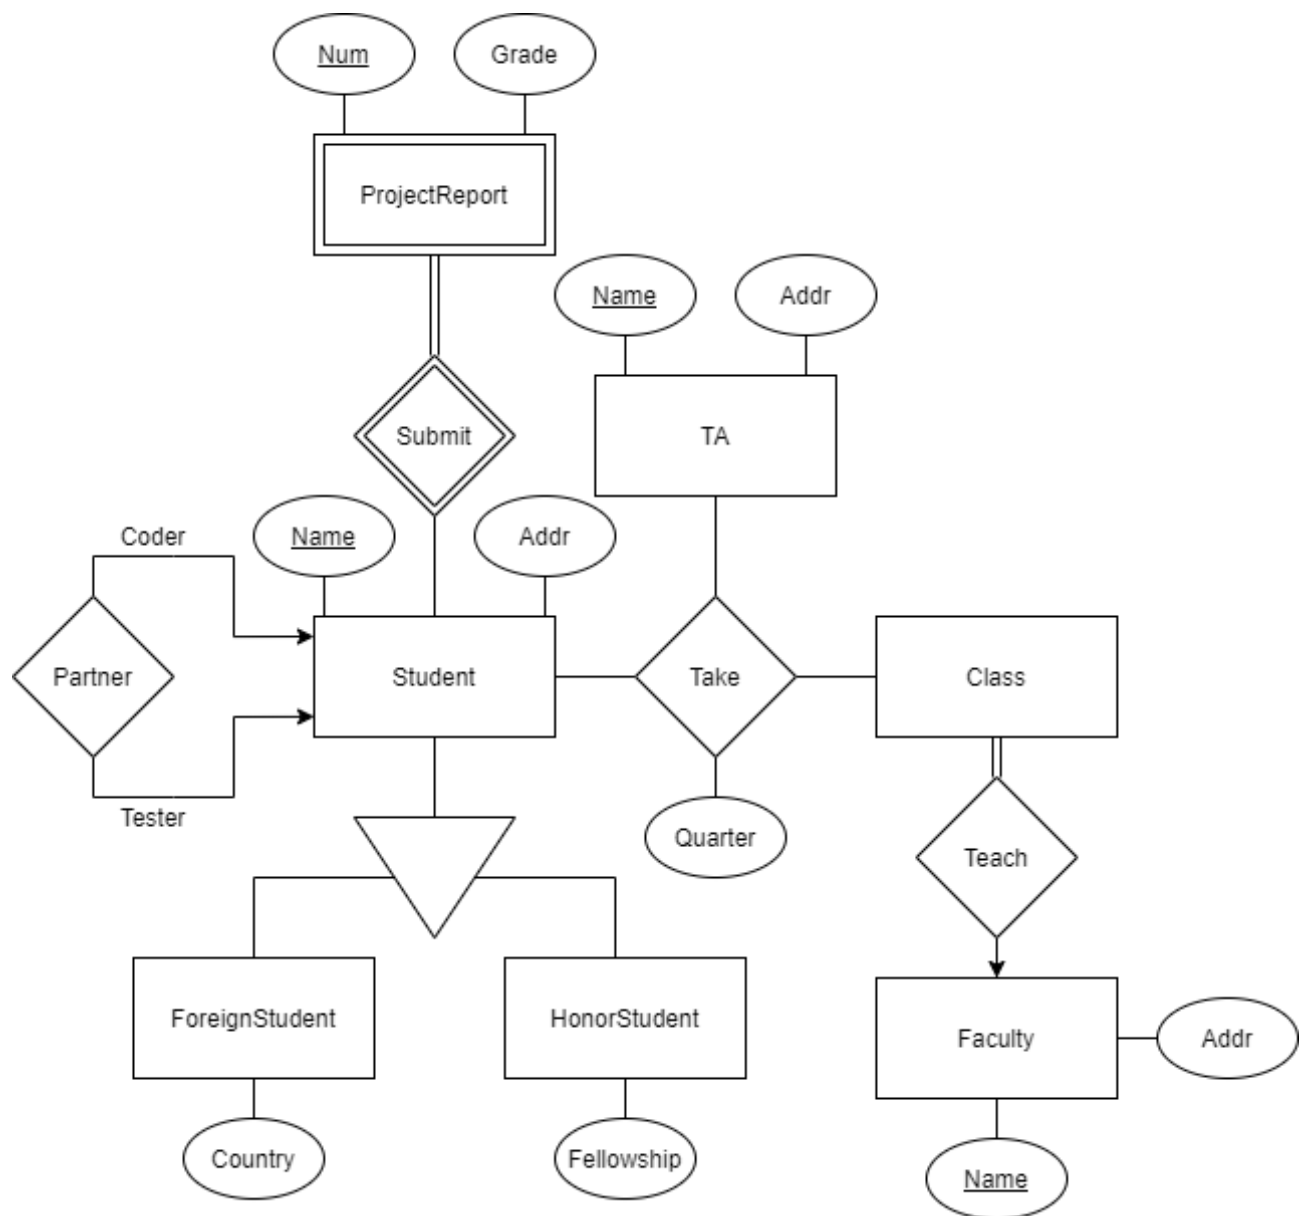 Num
Grade
ProjectReport
Name
Addr
Submit
TA
Coder
Name
Addr
Partner
Student
Take
Class
Tester
Quarter
Teach
ForeignStudent
HonorStudent
Faculty
Addr
Country
Fellowship
Name